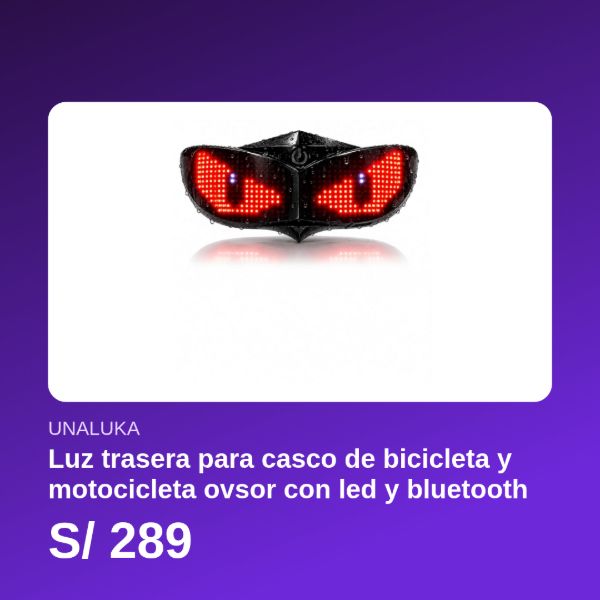 UNALUKA
Luz trasera para casco de bicicleta y
motocicleta ovsor con led y bluetooth
S/ 289